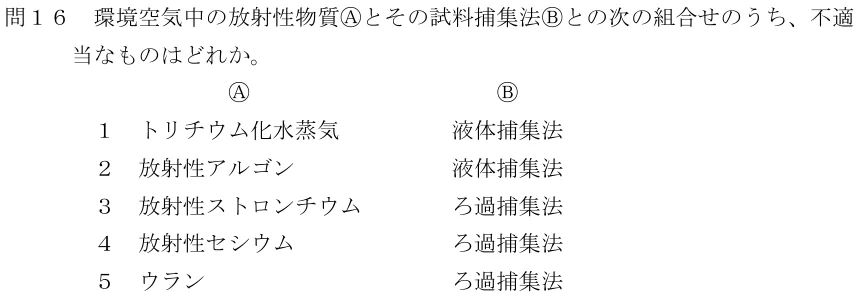 問１６　環境空気中の放射性物質Ⓐとその試料捕集法Ⓑとの次の組合せのうち、不適
当なものはどれか。
Ⓐ　Ⓑ
１　トリチウム化水蒸気　液体捕集法
２　放射性アルゴン　液体捕集法
３　放射性ストロンチウム　ろ過捕集法
４　放射性セシウム　ろ過捕集法
５　ウラン　ろ過捕集法